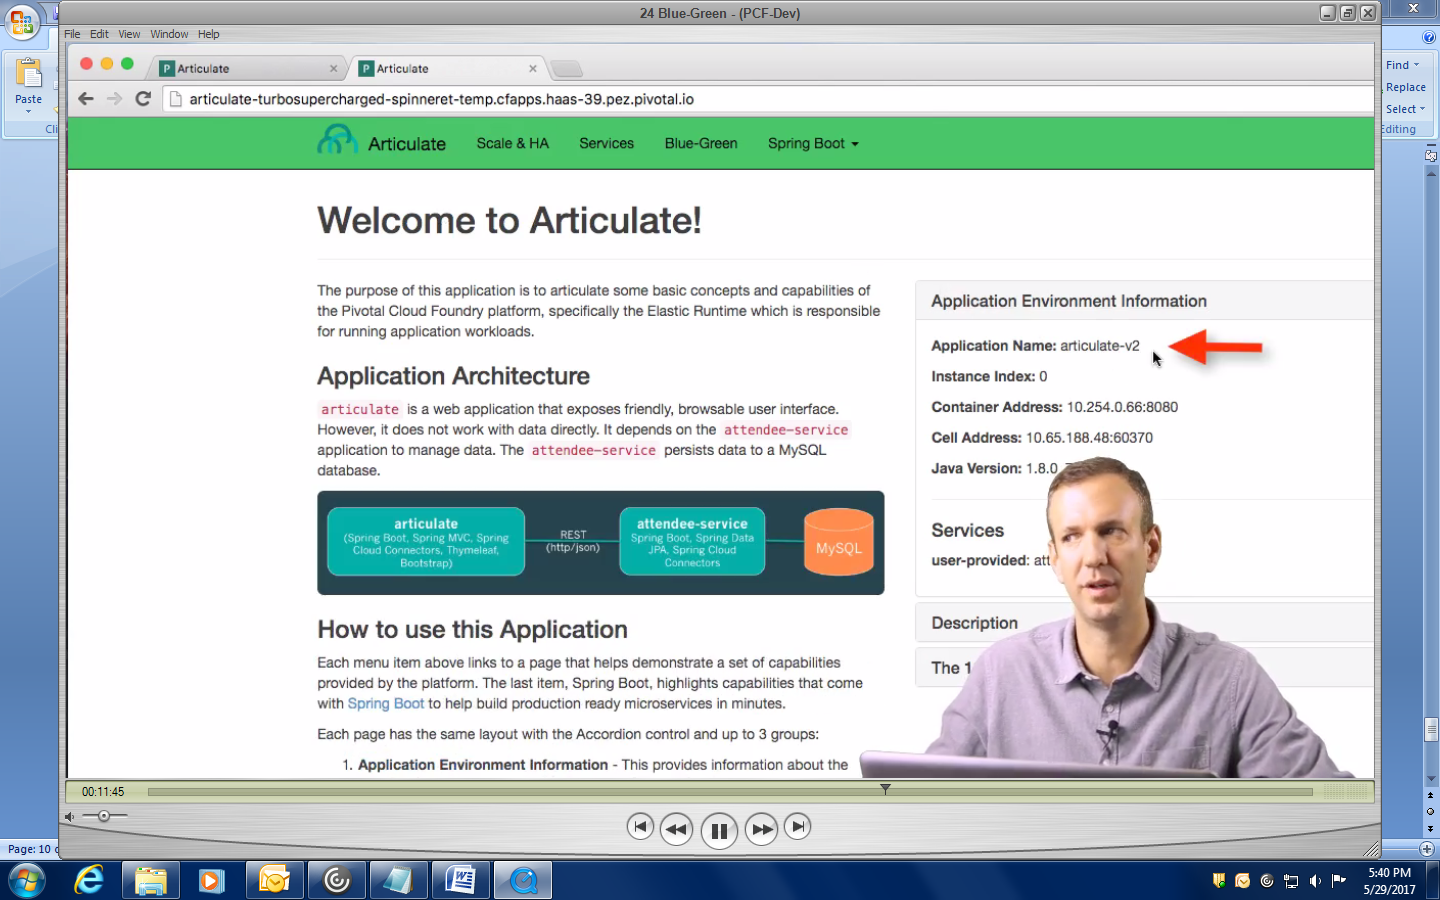 24 Blue-Green - (PCF-Dev)
File Edit View Window Help
Articulate
Articulate
articulate-turbosupercharged-spinneret-temp.cfapps.haas-39.pez.pivotal.io
Articulate Scale & HA Services Blue-Green Spring Boot
Welcome to Articulate!
The purpose of this application is to articulate some basic concepts and capabilities of
the Pivotal Cloud Foundry platform, specifically the Elastic Runtime which is responsible
for running application workloads.
Application Architecture
articulate is a web application that exposes friendly, browsable user interface.
However, it does not work with data directly. It depends on the attendee-service
application to manage data. The attendee-service persists data to a MySQL
database.
articulate
(Spring Boot, Spring MVC, Spring
Cloud Connectors, Thymeleaf,
Bootstrap)
REST
(http/json)
attendee-service
Spring Boot, Spring Data
JPA, Spring Cloud
Connectors
MySQL
How to use this Application
Each menu item above links to a page that helps demonstrate a set of capabilities
provided by the platform. The last item, Spring Boot, highlights capabilities that come
with Spring Boot to help build production ready microservices in minutes.
Each page has the same layout with the Accordion control and up to 3 groups:
1. Application Environment Information - This provides information about the
Application Environment Information
Application Name: articulate-v2
Instance Index: 0
Container Address: 10.254.0.66:8080
Cell Address: 10.65.188.48:60370
Java Version: 1.8.0
Services
user-provided: att
Description
The 1
00:11:45
Paste
Find
Replace
Select
Editing
Page: 10
5:40 PM
5/29/2017